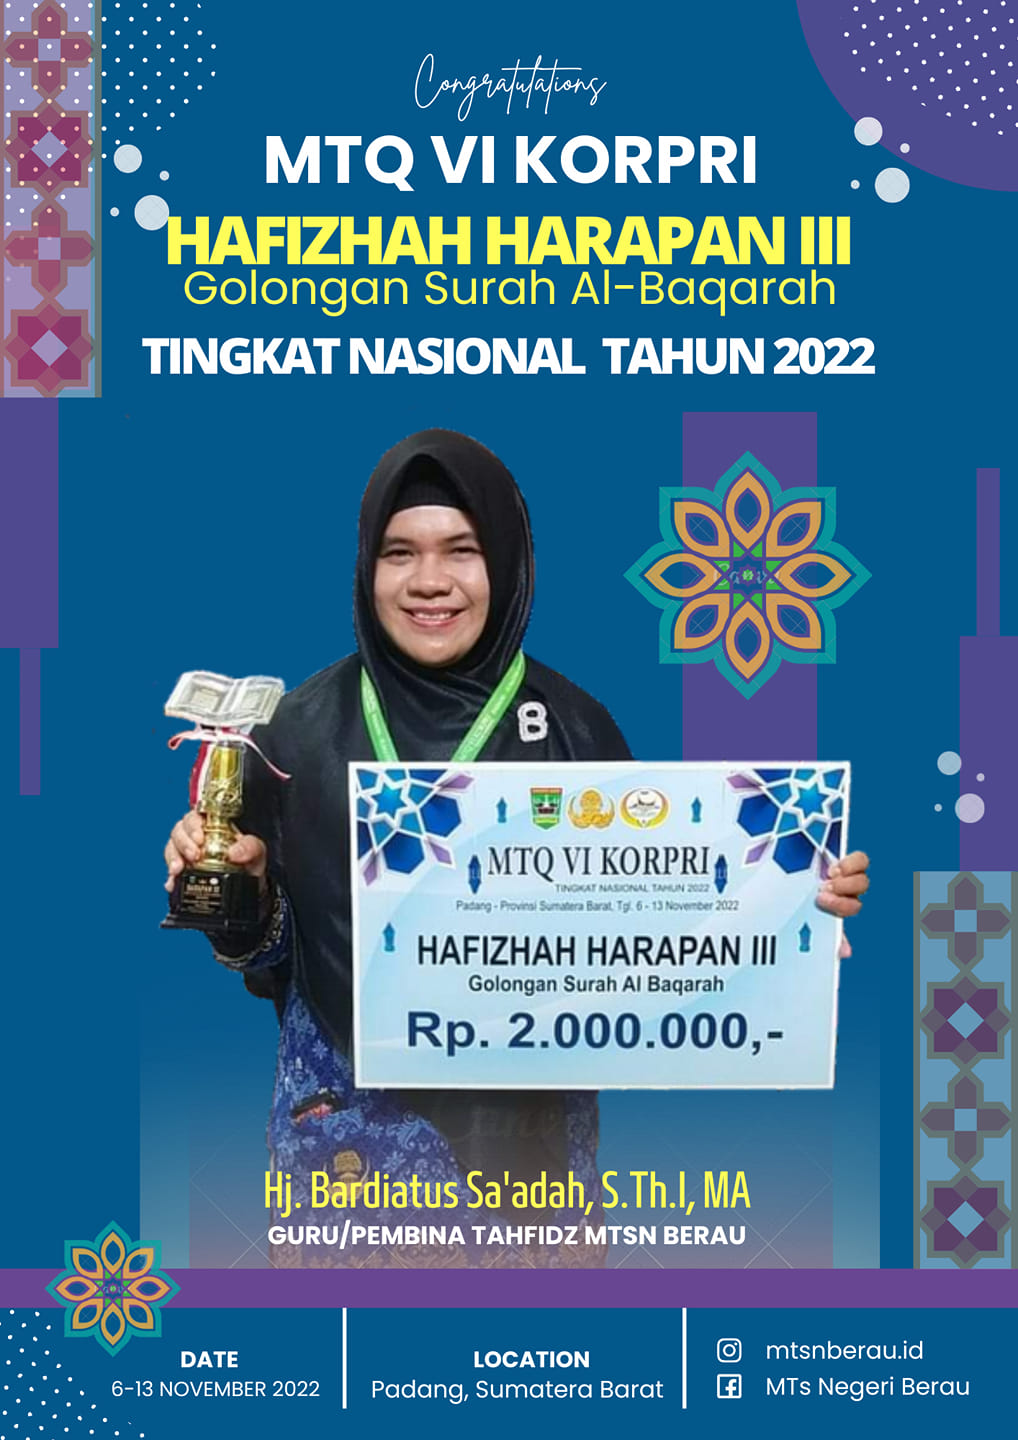 Congratulations
MTQ VI KORPRI
HAFIZHAH HARAPAN III
Golongan Surah Al-Baqarah
TINGKAT NASIONAL TAHUN 2022
MTQ VI KORPRI
TINGKAT NASIONAL TAHUN 2022
Padang - Provinsi Sumatera Barat, Tgl. 6 - 13 November 2022
HAFIZHAH HARAPAN III
Golongan Surah Al Baqarah
Rp. 2.000.000,-
HARAPAN III
Hj. Bardiatus Sa'adah, S.Th.I, MA
GURU/PEMBINA TAHFIDZ MTSN BERAU
DATE
6-13 NOVEMBER 2022
LOCATION
Padang, Sumatera Barat
mtsnberau.id
MTs Negeri Berau